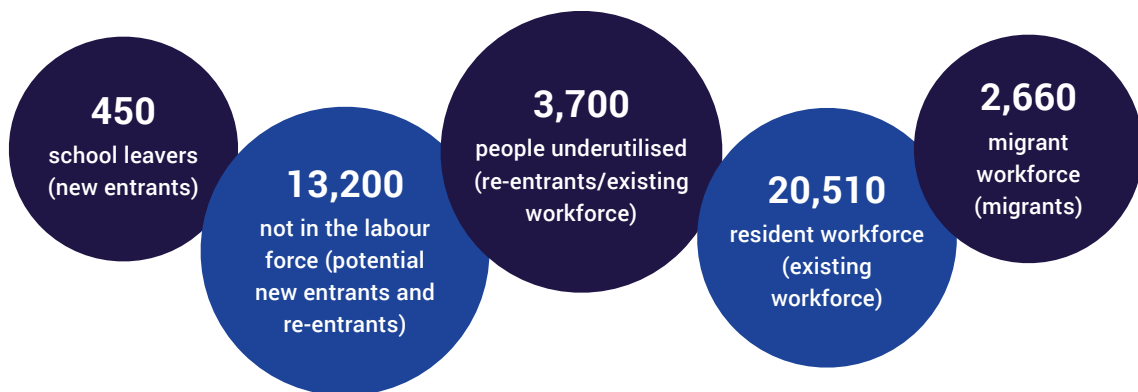 450
school leavers
(new entrants)
13,200
not in the labour
force (potential
new entrants and
re-entrants)
3,700
people underutilised
(re-entrants/existing
workforce)
20,510
resident workforce
(existing
workforce)
2,660
migrant
workforce
(migrants)